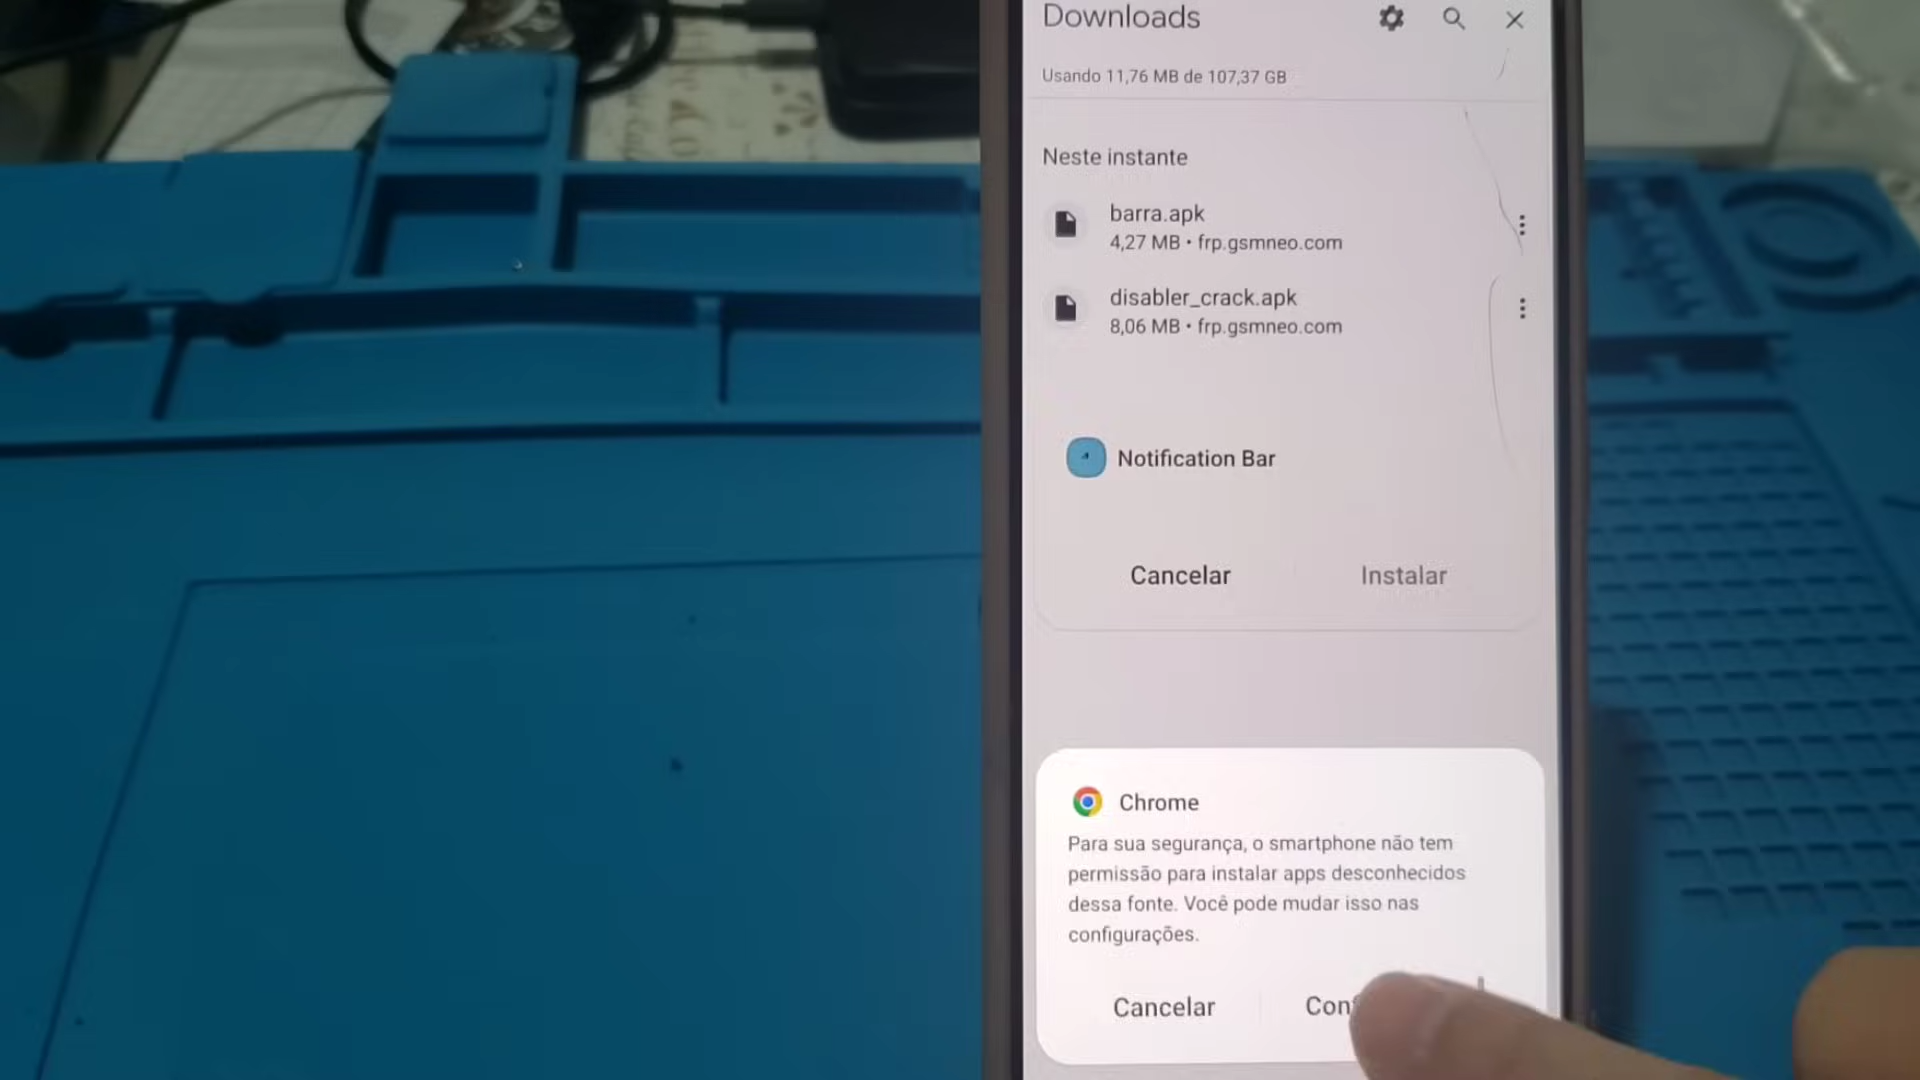 Downloads
Usando 11,76 MB de 107,37 GB
Neste instante
barra.apk
4,27 MB • frp.gsmneo.com
disabler_crack.apk
8,06 MB • frp.gsmneo.com
Notification Bar
Cancelar Instalar
Chrome
Para sua segurança, o smartphone não tem
permissão para instalar apps desconhecidos
dessa fonte. Você pode mudar isso nas
configurações.
Cancelar